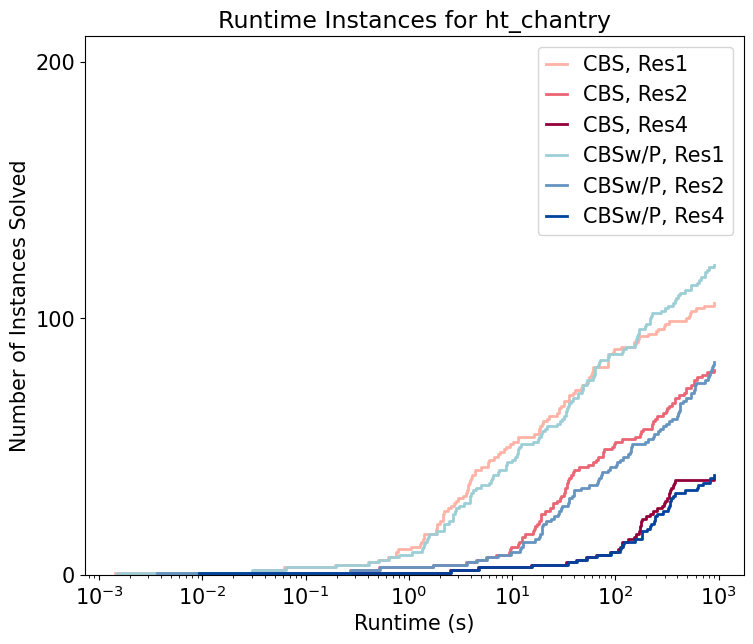 Runtime Instances for ht_chantry
Number of Instances Solved
200
100
0
CBS, Res1
CBS, Res2
CBS, Res4
CBSw/P, Res1
CBSw/P, Res2
CBSw/P, Res4
10⁻³ 10⁻² 10⁻¹ 10⁰ 10¹ 10² 10³
Runtime (s)